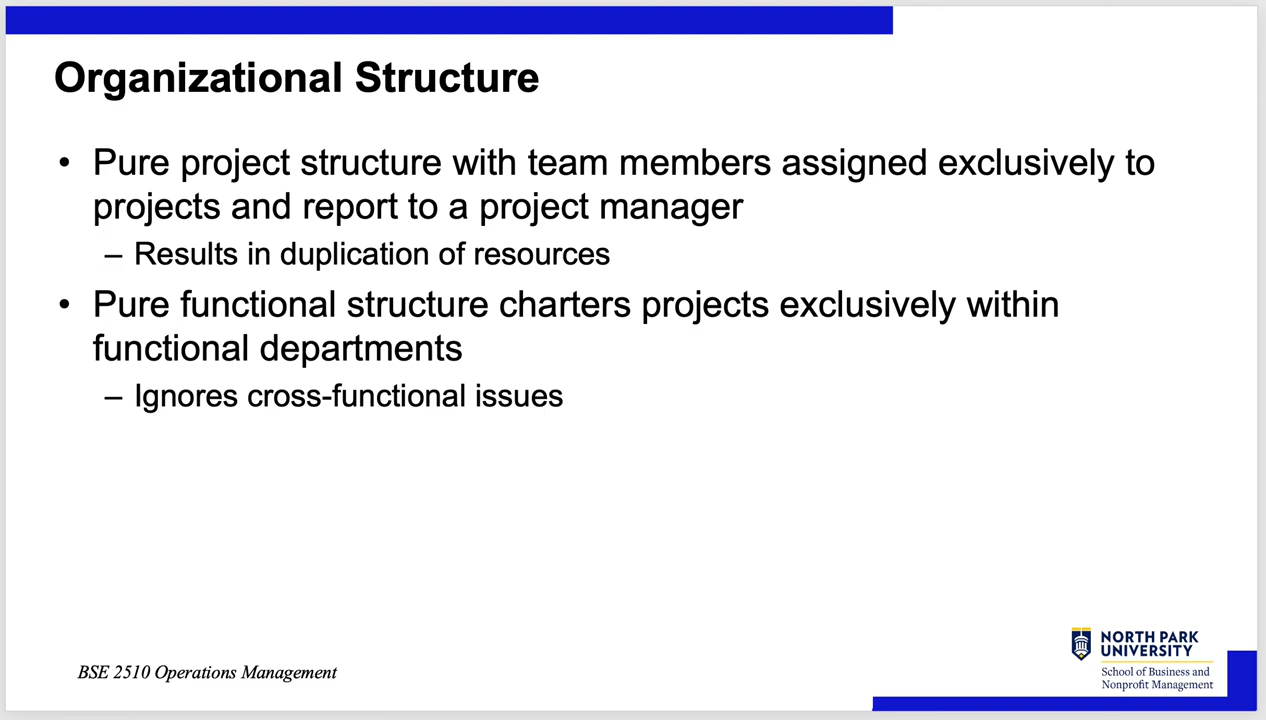 Organizational Structure
• Pure project structure with team members assigned exclusively to
projects and report to a project manager
– Results in duplication of resources
• Pure functional structure charters projects exclusively within
functional departments
– Ignores cross-functional issues
BSE 2510 Operations Management
NORTH PARK
UNIVERSITY
School of Business and
Nonprofit Management